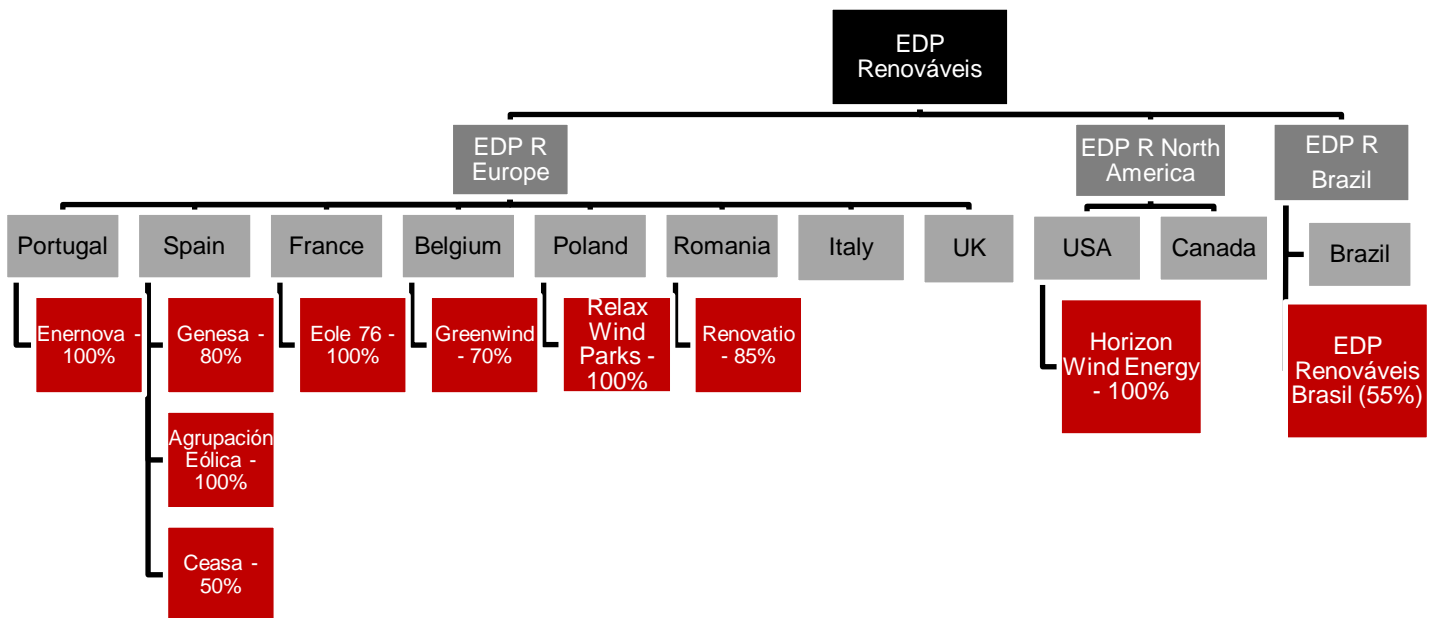 EDP
Renováveis
EDP R
Europe
EDP R North
America
EDP R
Brazil
Portugal
Spain
France
Belgium
Poland
Romania
Italy
UK
USA
Canada
Brazil
Enernova -
100%
Genesa -
80%
Eole 76 -
100%
Greenwind
- 70%
Relax
Wind
Parks -
100%
Renovatio
- 85%
Horizon
Wind Energy
- 100%
EDP
Renováveis
Brasil (55%)
Agrupación
Eólica -
100%
Ceasa -
50%